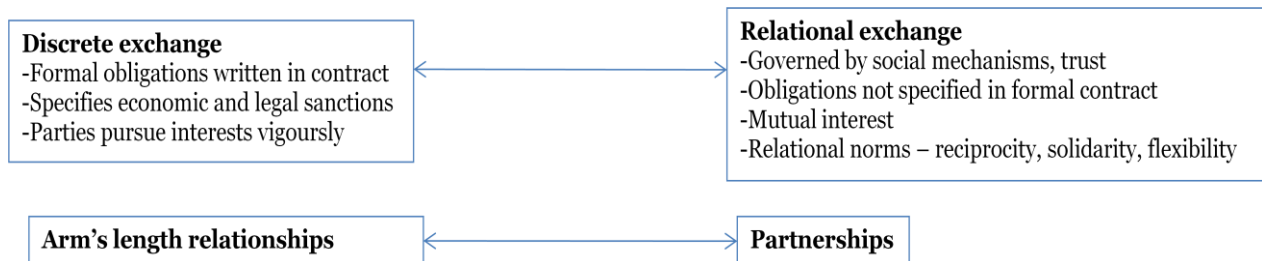 Discrete exchange
-Formal obligations written in contract
-Specifies economic and legal sanctions
-Parties pursue interests vigoursly
Relational exchange
-Governed by social mechanisms, trust
-Obligations not specified in formal contract
-Mutual interest
-Relational norms – reciprocity, solidarity, flexibility
Arm's length relationships
Partnerships